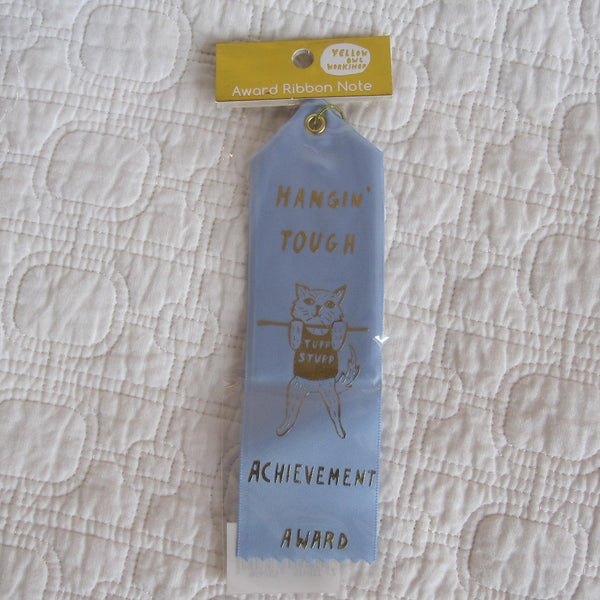 YELLOW
OWL
WORKSHOP
Award Ribbon Note
HANGIN'
TOUGH
TUFF
STUFF
ACHIEVEMENT
AWARD